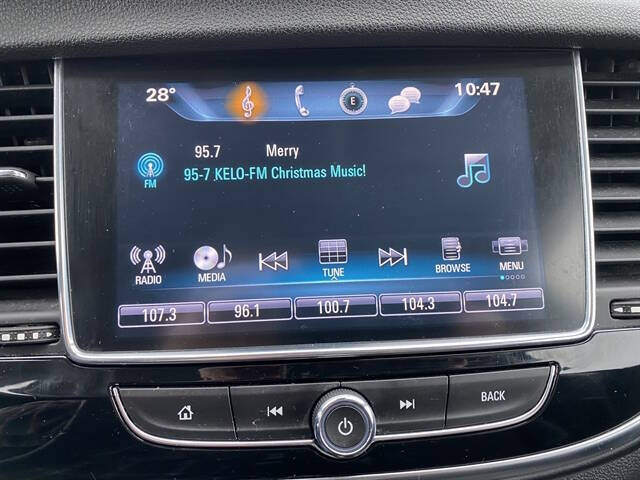 28° E 10:47
95.7 Merry
FM 95-7 KELO-FM Christmas Music!
RADIO MEDIA TUNE BROWSE MENU
107.3 96.1 100.7 104.3 104.7
BACK